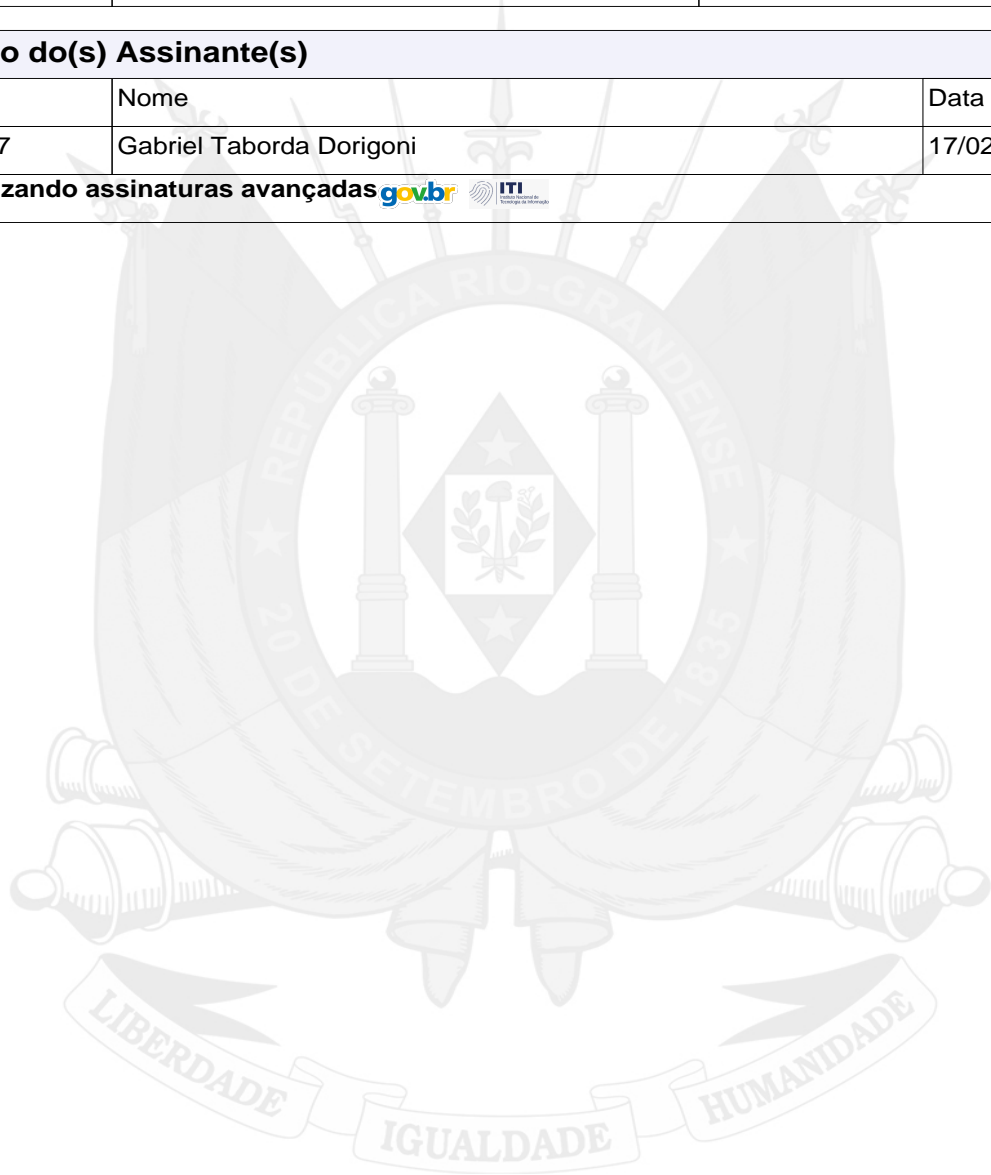 o do(s) Assinante(s)
Nome Data
7 Gabriel Taborda Dorigoni 17/02
zando assinaturas avançadas gov.br ITI
REPÚBLICA RIO-GRANDENSE
20 DE SETEMBRO DE 1835
LIBERDADE IGUALDADE HUMANIDADE